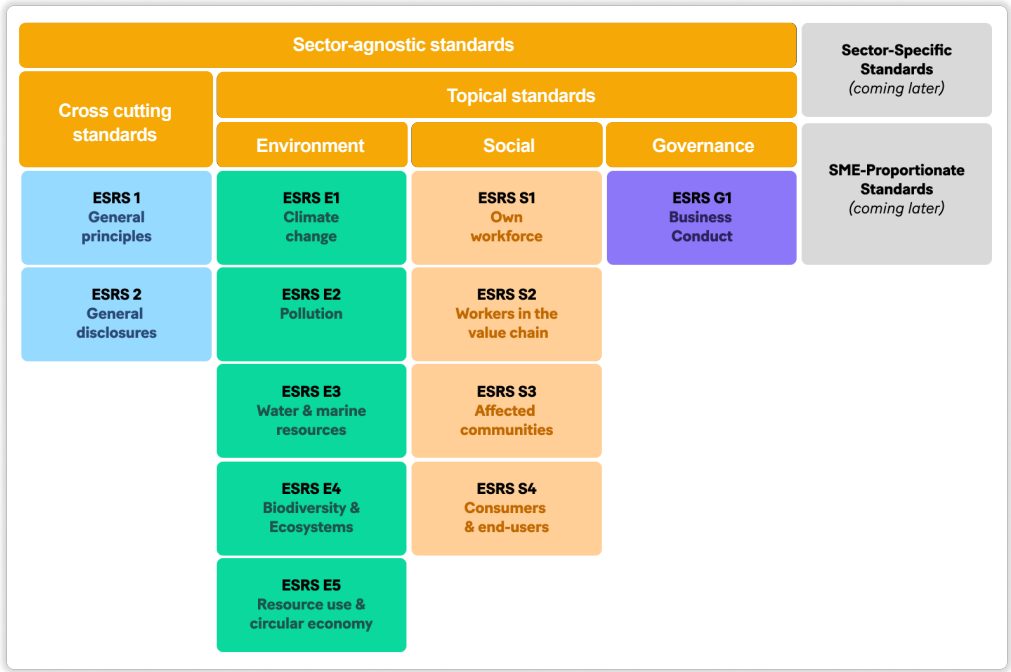 Sector-agnostic standards
Sector-Specific
Standards
(coming later)
Cross cutting
standards
Topical standards
Environment
Social
Governance
SME-Proportionate
Standards
(coming later)
ESRS 1
General
principles
ESRS E1
Climate
change
ESRS S1
Own
workforce
ESRS G1
Business
Conduct
ESRS 2
General
disclosures
ESRS E2
Pollution
ESRS S2
Workers in the
value chain
ESRS E3
Water & marine
resources
ESRS S3
Affected
communities
ESRS E4
Biodiversity &
Ecosystems
ESRS S4
Consumers
& end-users
ESRS E5
Resource use &
circular economy